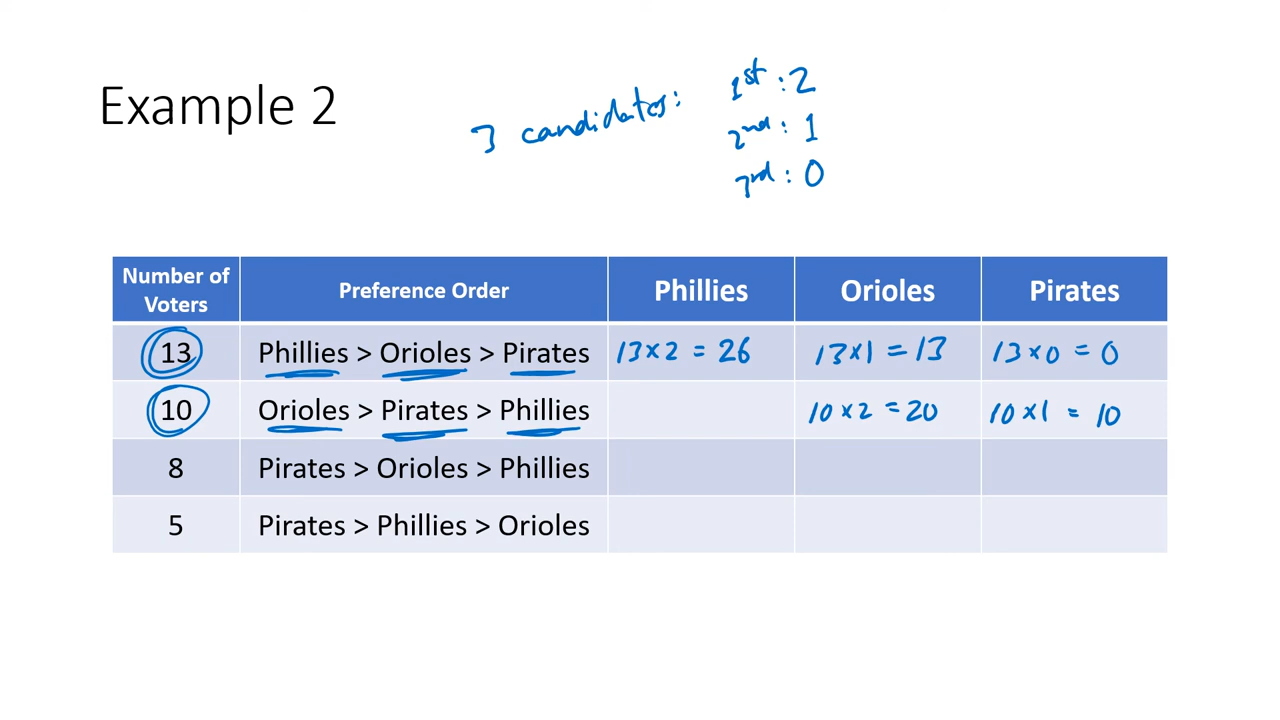 Example 2
3 candidates:
1st : 2
2nd : 1
3rd : 0
Number of Voters Preference Order Phillies Orioles Pirates
13 Phillies > Orioles > Pirates 13 × 2 = 26 13 × 1 = 13 13 × 0 = 0
10 Orioles > Pirates > Phillies 10 × 2 = 20 10 × 1 = 10
8 Pirates > Orioles > Phillies
5 Pirates > Phillies > Orioles